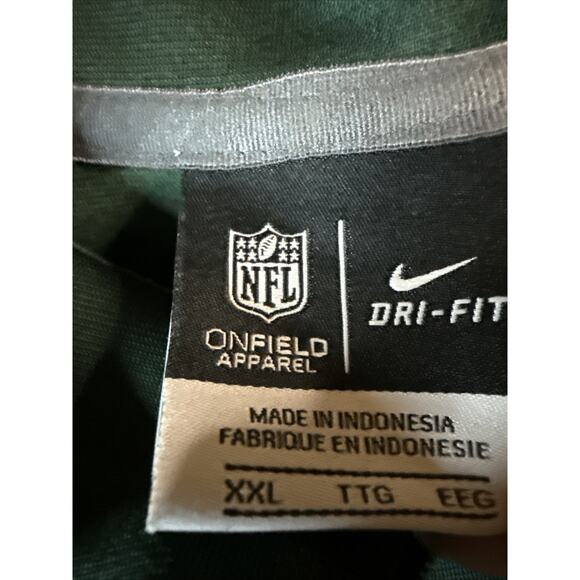 NFL
ONFIELD
APPAREL
DRI-FIT
MADE IN INDONESIA
FABRIQUE EN INDONESIE
XXL TTG EEG